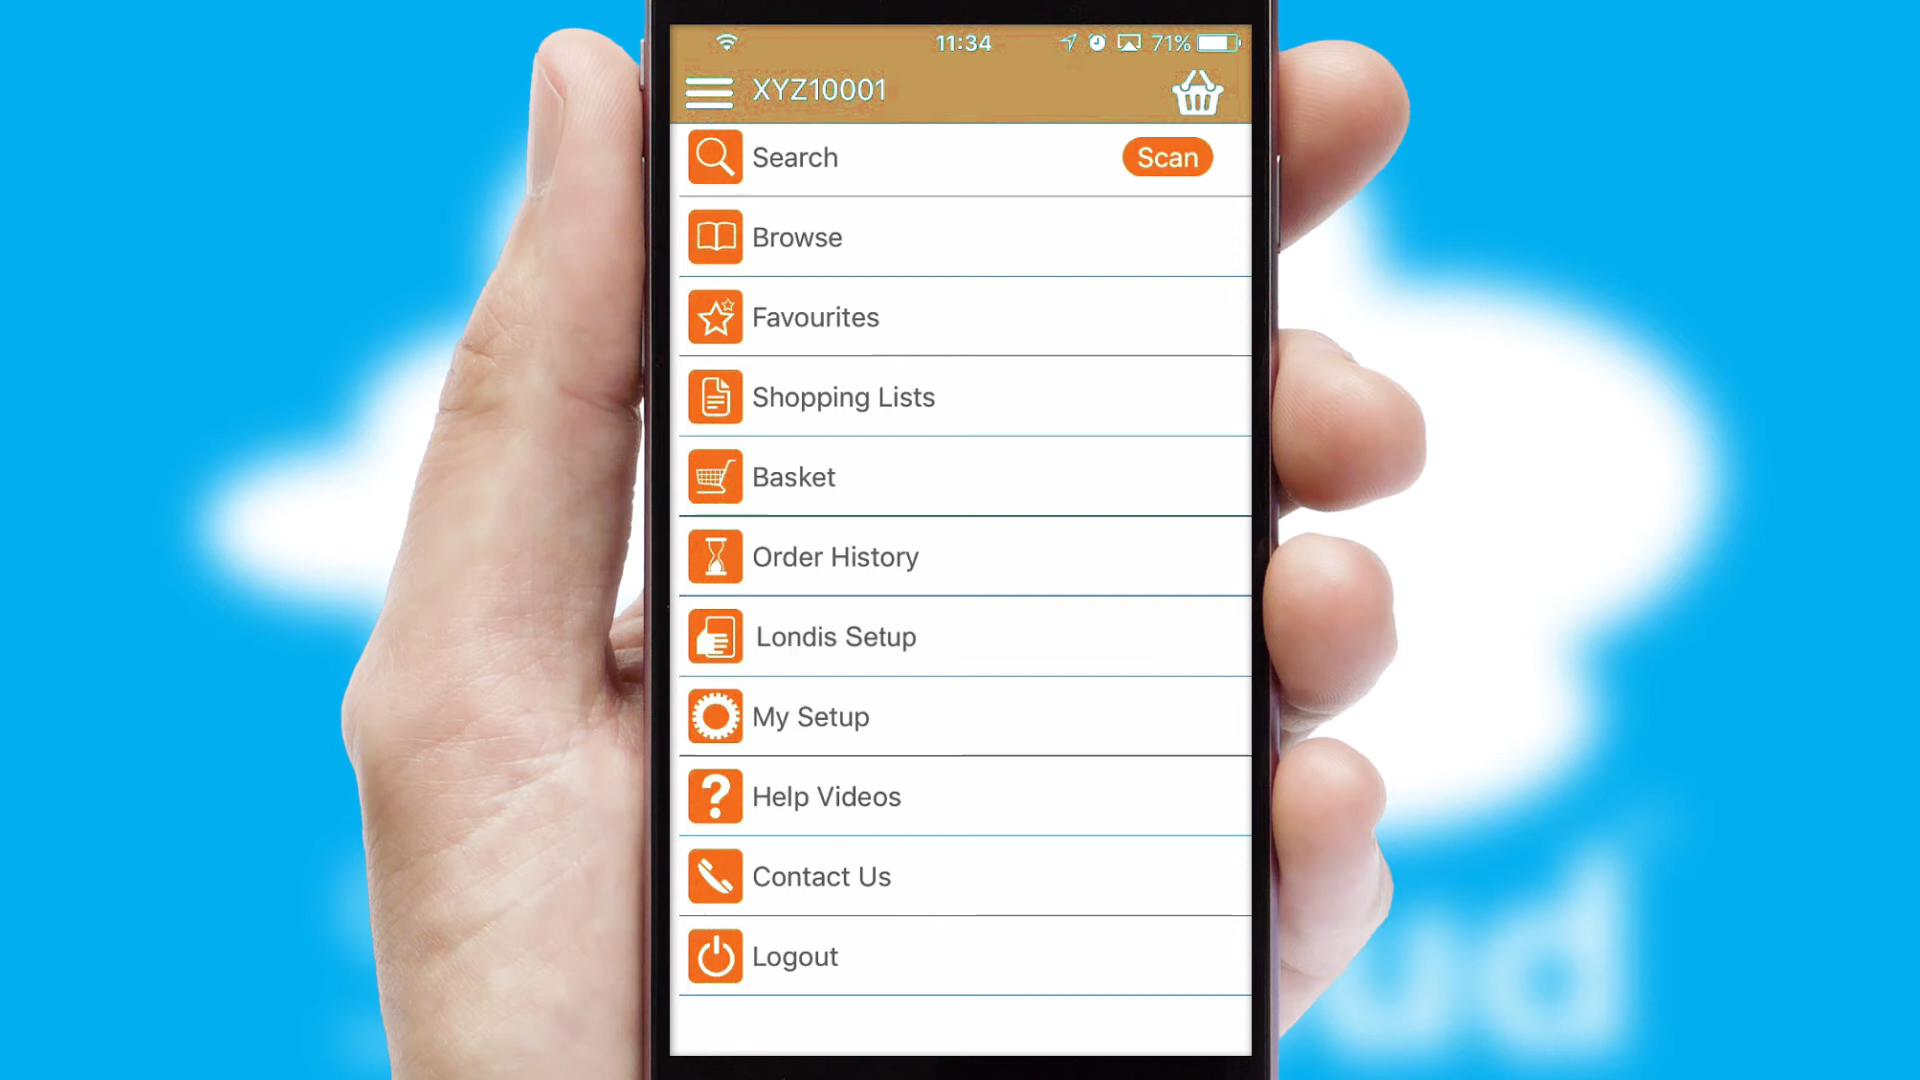 11:34 71%
XYZ10001
Search Scan
Browse
Favourites
Shopping Lists
Basket
Order History
Londis Setup
My Setup
Help Videos
Contact Us
Logout